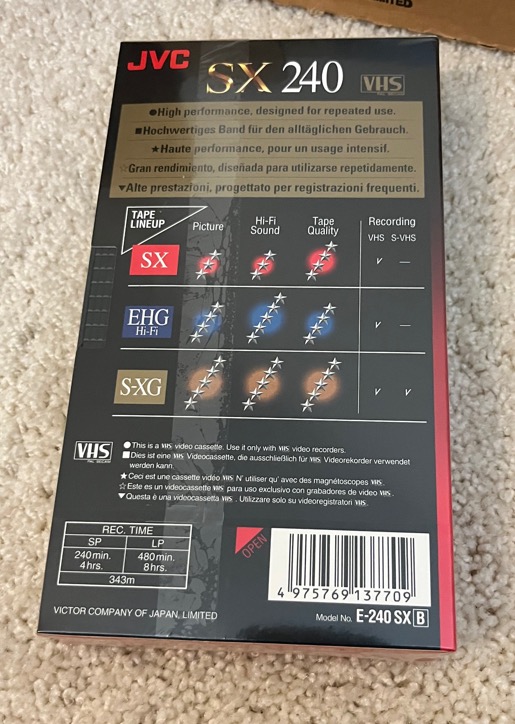 LIMITED
JVC
SX 240
VHS
PAL SECAM
●High performance, designed for repeated use.
■Hochwertiges Band für den alltäglichen Gebrauch.
★Haute performance, pour un usage intensif.
☆Gran rendimiento, diseñada para utilizarse repetidamente.
▼Alte prestazioni, progettato per registrazioni frequenti.
TAPE LINEUP
Picture
Hi-Fi Sound
Tape Quality
Recording
VHS S-VHS
SX
EHG
Hi-Fi
S-XG
VHS
PAL SECAM
●This is a VHS video cassette. Use it only with VHS video recorders.
■Dies ist eine VHS Videocassette, die ausschließlich für VHS Videorekorder verwendet
werden kann.
★Ceci est une cassette vidéo VHS N' utiliser qu' avec des magnétoscopes VHS.
☆Este es un videocassette VHS para uso exclusivo con grabadores de video VHS.
▼Questa è una videocassetta VHS. Utilizzare solo su videoregistratori VHS.
REC. TIME
SP LP
240min. 480min.
4hrs. 8hrs.
343m
OPEN
4 975769 137709
VICTOR COMPANY OF JAPAN, LIMITED
Model No. E-240 SX B